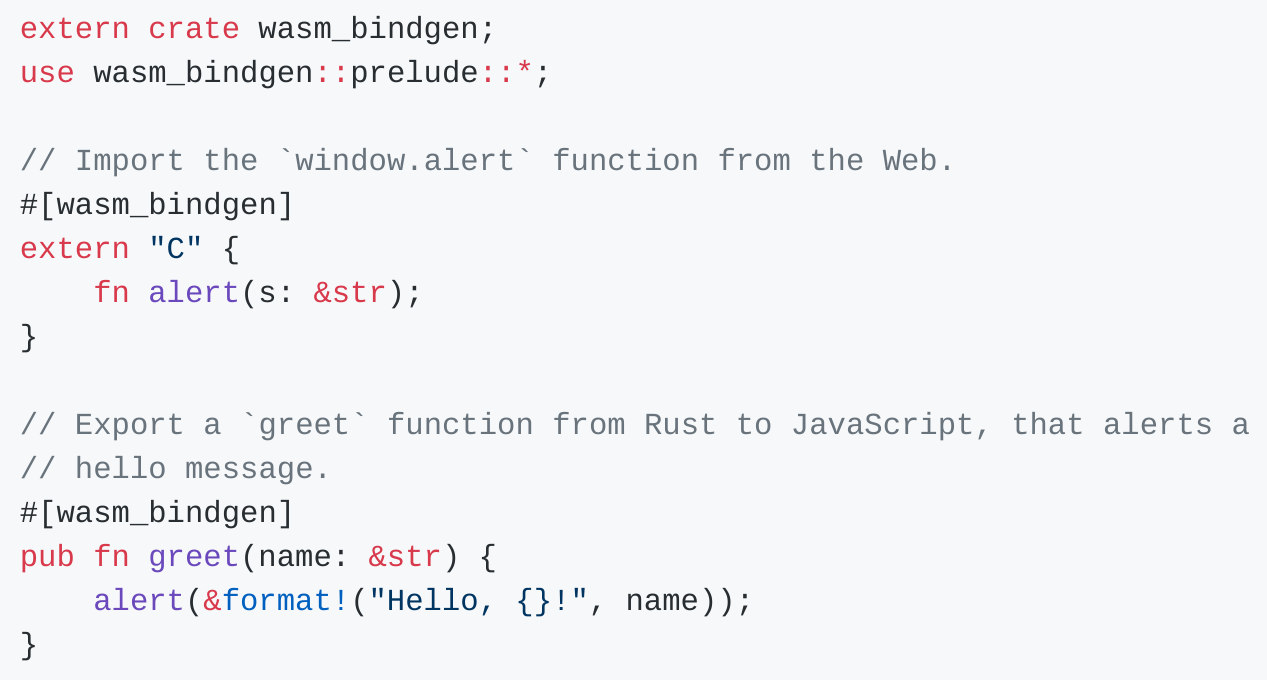 extern crate wasm_bindgen;
use wasm_bindgen::prelude::*;

// Import the `window.alert` function from the Web.
#[wasm_bindgen]
extern "C" {
    fn alert(s: &str);
}

// Export a `greet` function from Rust to JavaScript, that alerts a
// hello message.
#[wasm_bindgen]
pub fn greet(name: &str) {
    alert(&format!("Hello, {}!", name));
}